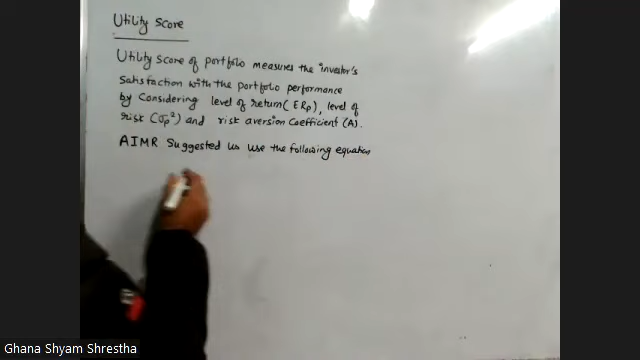 Utility Score
Utility Score of portfolio measures the investor's
Satisfaction with the portfolo performance
by Considering level of return (ERp), level of
risk (σp²) and risk aversion Coefficient (A).
AIMR Suggested us use the following equation
Ghana Shyam Shrestha